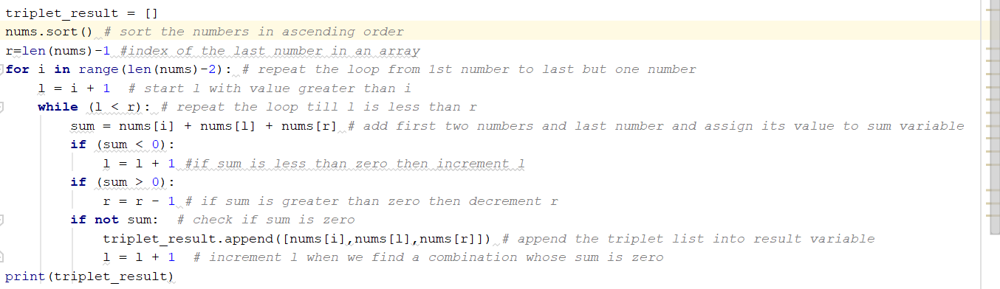 triplet_result = []
nums.sort() # sort the numbers in ascending order
r=len(nums)-1 #index of the last number in an array
for i in range(len(nums)-2): # repeat the loop from 1st number to last but one number
    l = i + 1  # start l with value greater than i
    while (l < r): # repeat the loop till l is less than r
        sum = nums[i] + nums[l] + nums[r] # add first two numbers and last number and assign its value to sum variable
        if (sum < 0):
            l = l + 1 #if sum is less than zero then increment l
        if (sum > 0):
            r = r - 1 # if sum is greater than zero then decrement r
        if not sum:  # check if sum is zero
            triplet_result.append([nums[i],nums[l],nums[r]]) # append the triplet list into result variable
            l = l + 1  # increment l when we find a combination whose sum is zero
print(triplet_result)